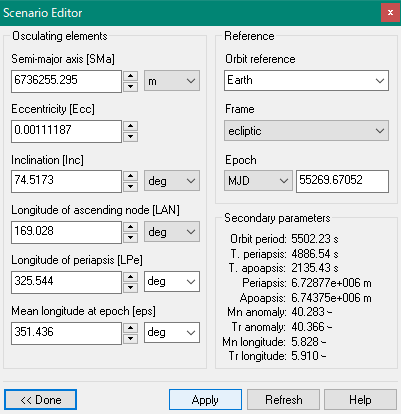 Scenario Editor
x
Osculating elements
Semi-major axis [SMa]
6736255.295
m
Eccentricity [Ecc]
0.00111187
Inclination [Inc]
74.5173
deg
Longitude of ascending node [LAN]
169.028
deg
Longitude of periapsis [LPe]
325.544
deg
Mean longitude at epoch [eps]
351.436
deg
Reference
Orbit reference
Earth
Frame
ecliptic
Epoch
MJD 55269.67052
Secondary parameters
Orbit period: 5502.23 s
T. periapsis: 4886.54 s
T. apoapsis: 2135.43 s
Periapsis: 6.72877e+006 m
Apoapsis: 6.74375e+006 m
Mn anomaly: 40.283 ~
Tr anomaly: 40.366 ~
Mn longitude: 5.828 ~
Tr longitude: 5.910 ~
<< Done Apply Refresh Help